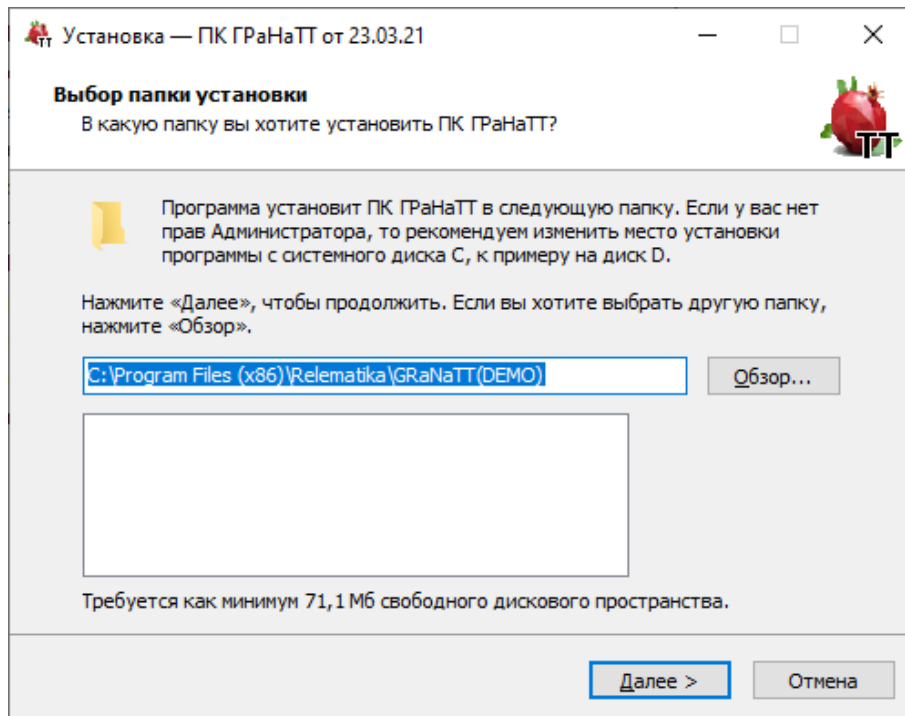 Установка — ПК ГРаНаТТ от 23.03.21
Выбор папки установки
В какую папку вы хотите установить ПК ГРаНаТТ?
Программа установит ПК ГРаНаТТ в следующую папку. Если у вас нет
прав Администратора, то рекомендуем изменить место установки
программы с системного диска C, к примеру на диск D.
Нажмите «Далее», чтобы продолжить. Если вы хотите выбрать другую папку,
нажмите «Обзор».
C:\Program Files (x86)\Relematika\GRaNaTT(DEMO)
Обзор...
Требуется как минимум 71,1 Мб свободного дискового пространства.
Далее >
Отмена
TT
TT